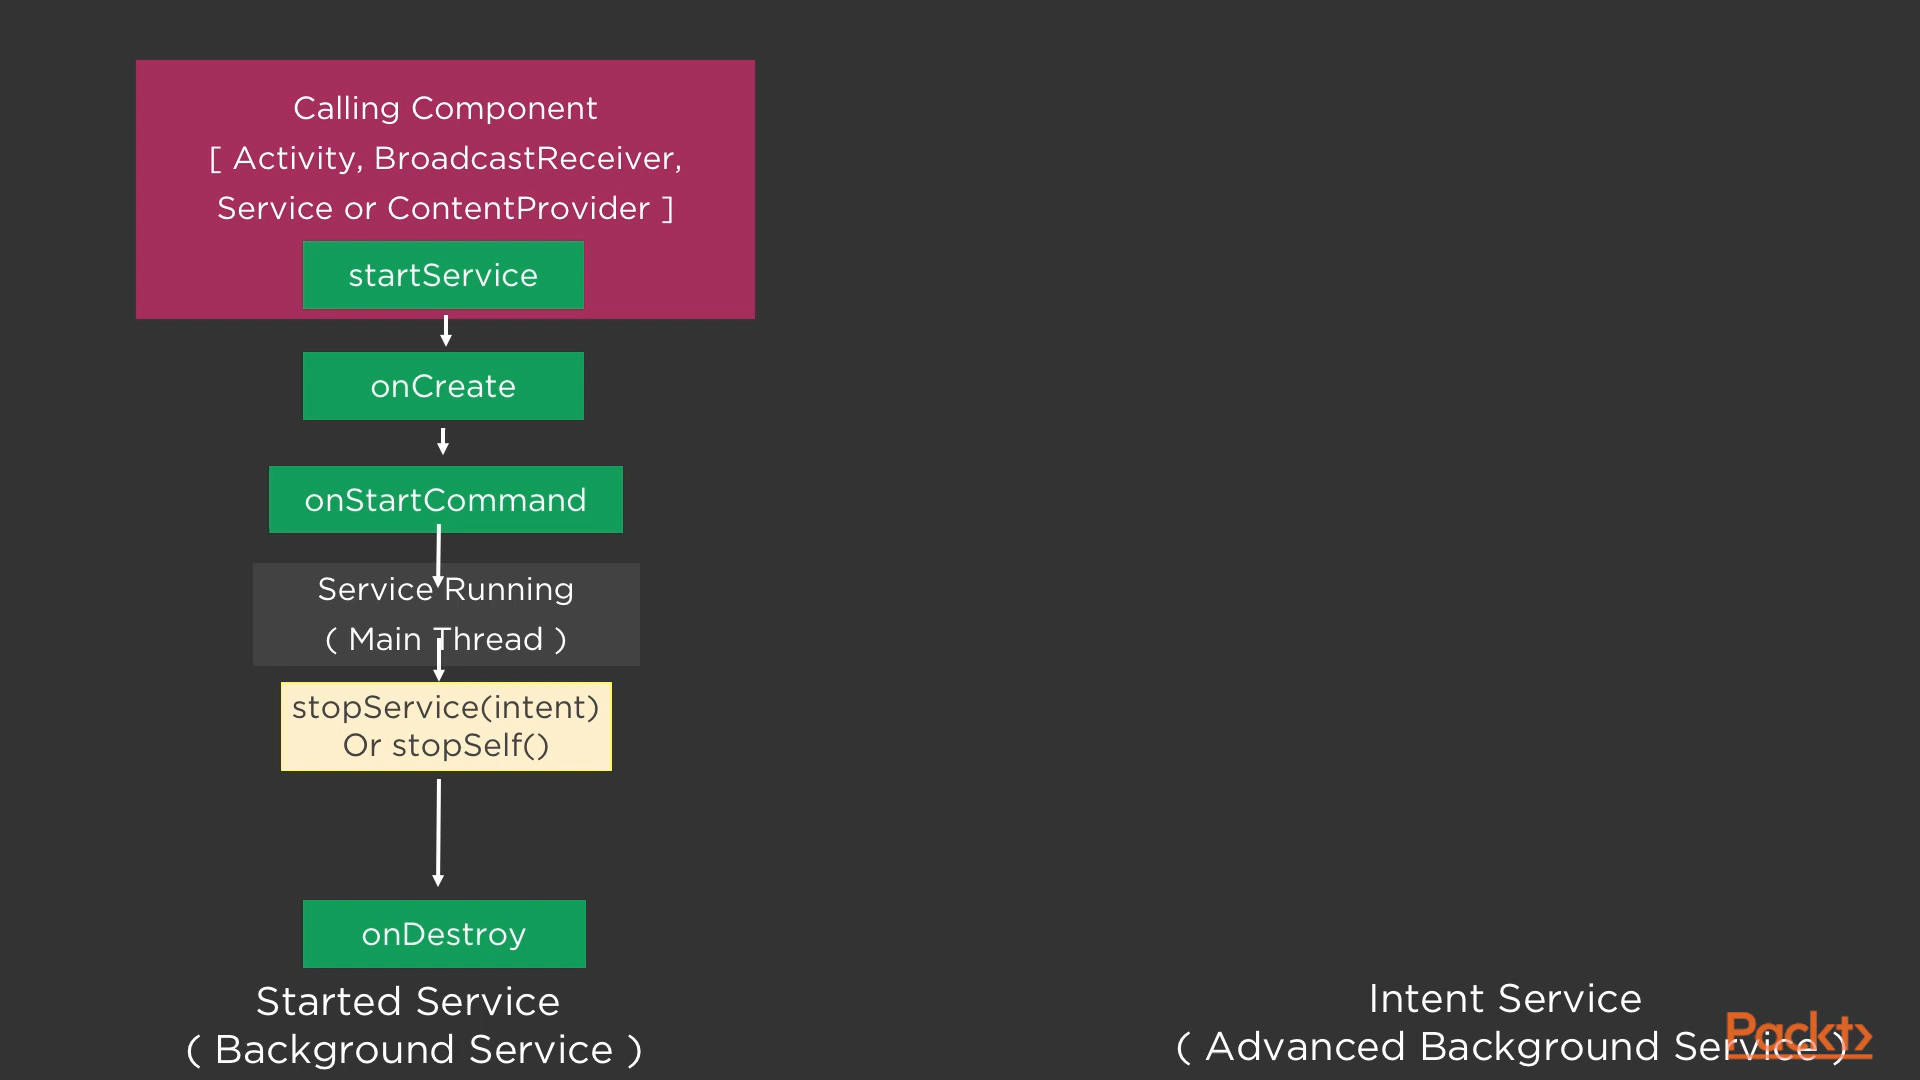 Calling Component
[ Activity, BroadcastReceiver,
Service or ContentProvider ]
startService
onCreate
onStartCommand
Service Running
( Main Thread )
stopService(intent)
Or stopSelf()
onDestroy
Started Service
( Background Service )
Intent Service
( Advanced Background Service )
Packt